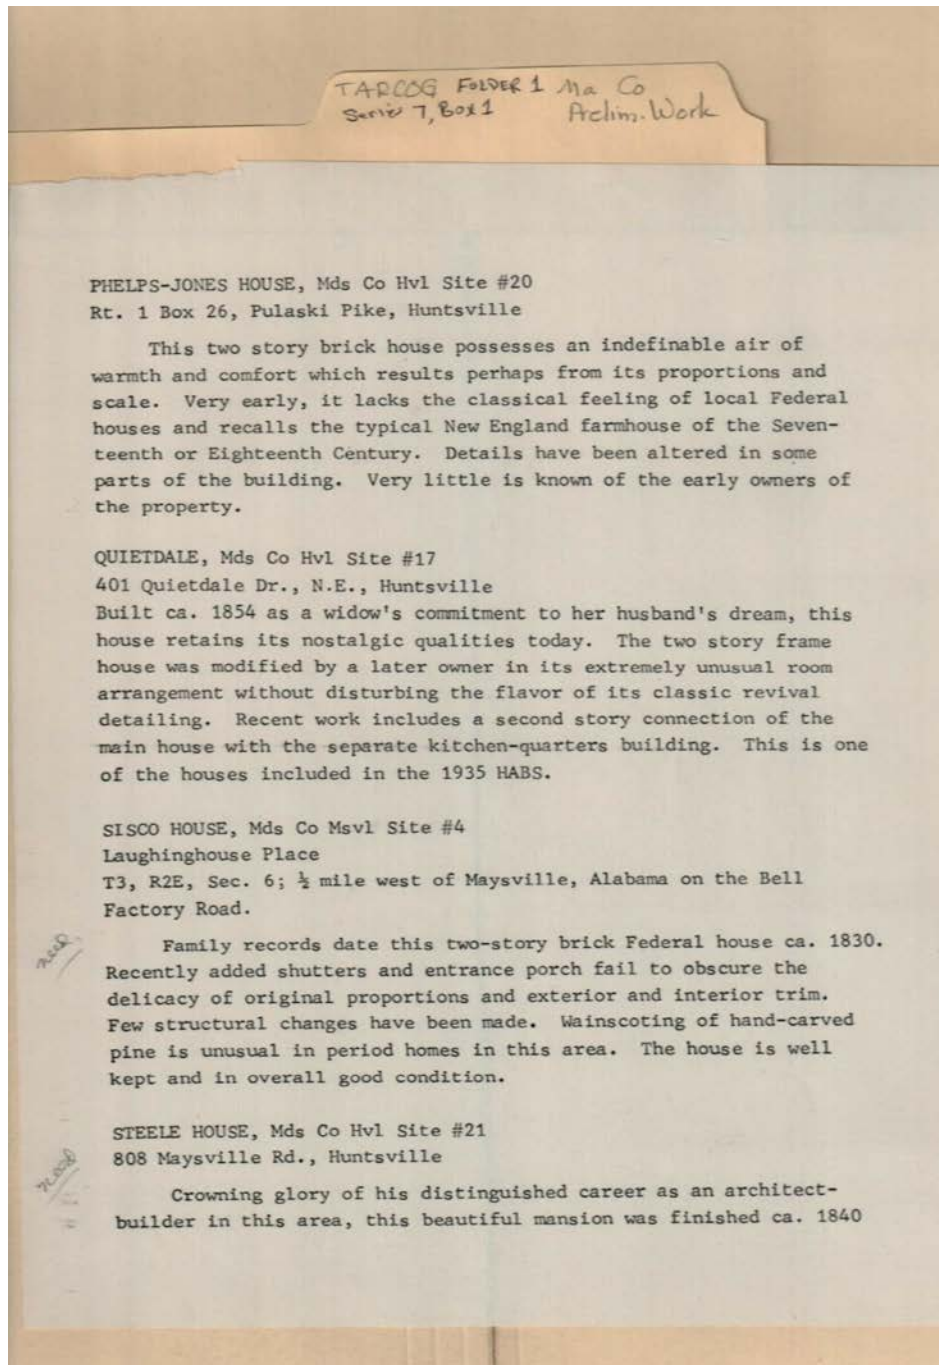 TARCOG FOLDER 1 Ma Co
Series 7, Box 1 Prelim. Work
PHELPS-JONES HOUSE, Mds Co Hvl Site #20
Rt. 1 Box 26, Pulaski Pike, Huntsville
This two story brick house possesses an indefinable air of
warmth and comfort which results perhaps from its proportions and
scale. Very early, it lacks the classical feeling of local Federal
houses and recalls the typical New England farmhouse of the Seven-
teenth or Eighteenth Century. Details have been altered in some
parts of the building. Very little is known of the early owners of
the property.
QUIETDALE, Mds Co Hvl Site #17
401 Quietdale Dr., N.E., Huntsville
Built ca. 1854 as a widow's commitment to her husband's dream, this
house retains its nostalgic qualities today. The two story frame
house was modified by a later owner in its extremely unusual room
arrangement without disturbing the flavor of its classic revival
detailing. Recent work includes a second story connection of the
main house with the separate kitchen-quarters building. This is one
of the houses included in the 1935 HABS.
SISCO HOUSE, Mds Co Msvl Site #4
Laughinghouse Place
T3, R2E, Sec. 6; ½ mile west of Maysville, Alabama on the Bell
Factory Road.
need
Family records date this two-story brick Federal house ca. 1830.
Recently added shutters and entrance porch fail to obscure the
delicacy of original proportions and exterior and interior trim.
Few structural changes have been made. Wainscoting of hand-carved
pine is unusual in period homes in this area. The house is well
kept and in overall good condition.
STEELE HOUSE, Mds Co Hvl Site #21
808 Maysville Rd., Huntsville
need
Crowning glory of his distinguished career as an architect-
builder in this area, this beautiful mansion was finished ca. 1840